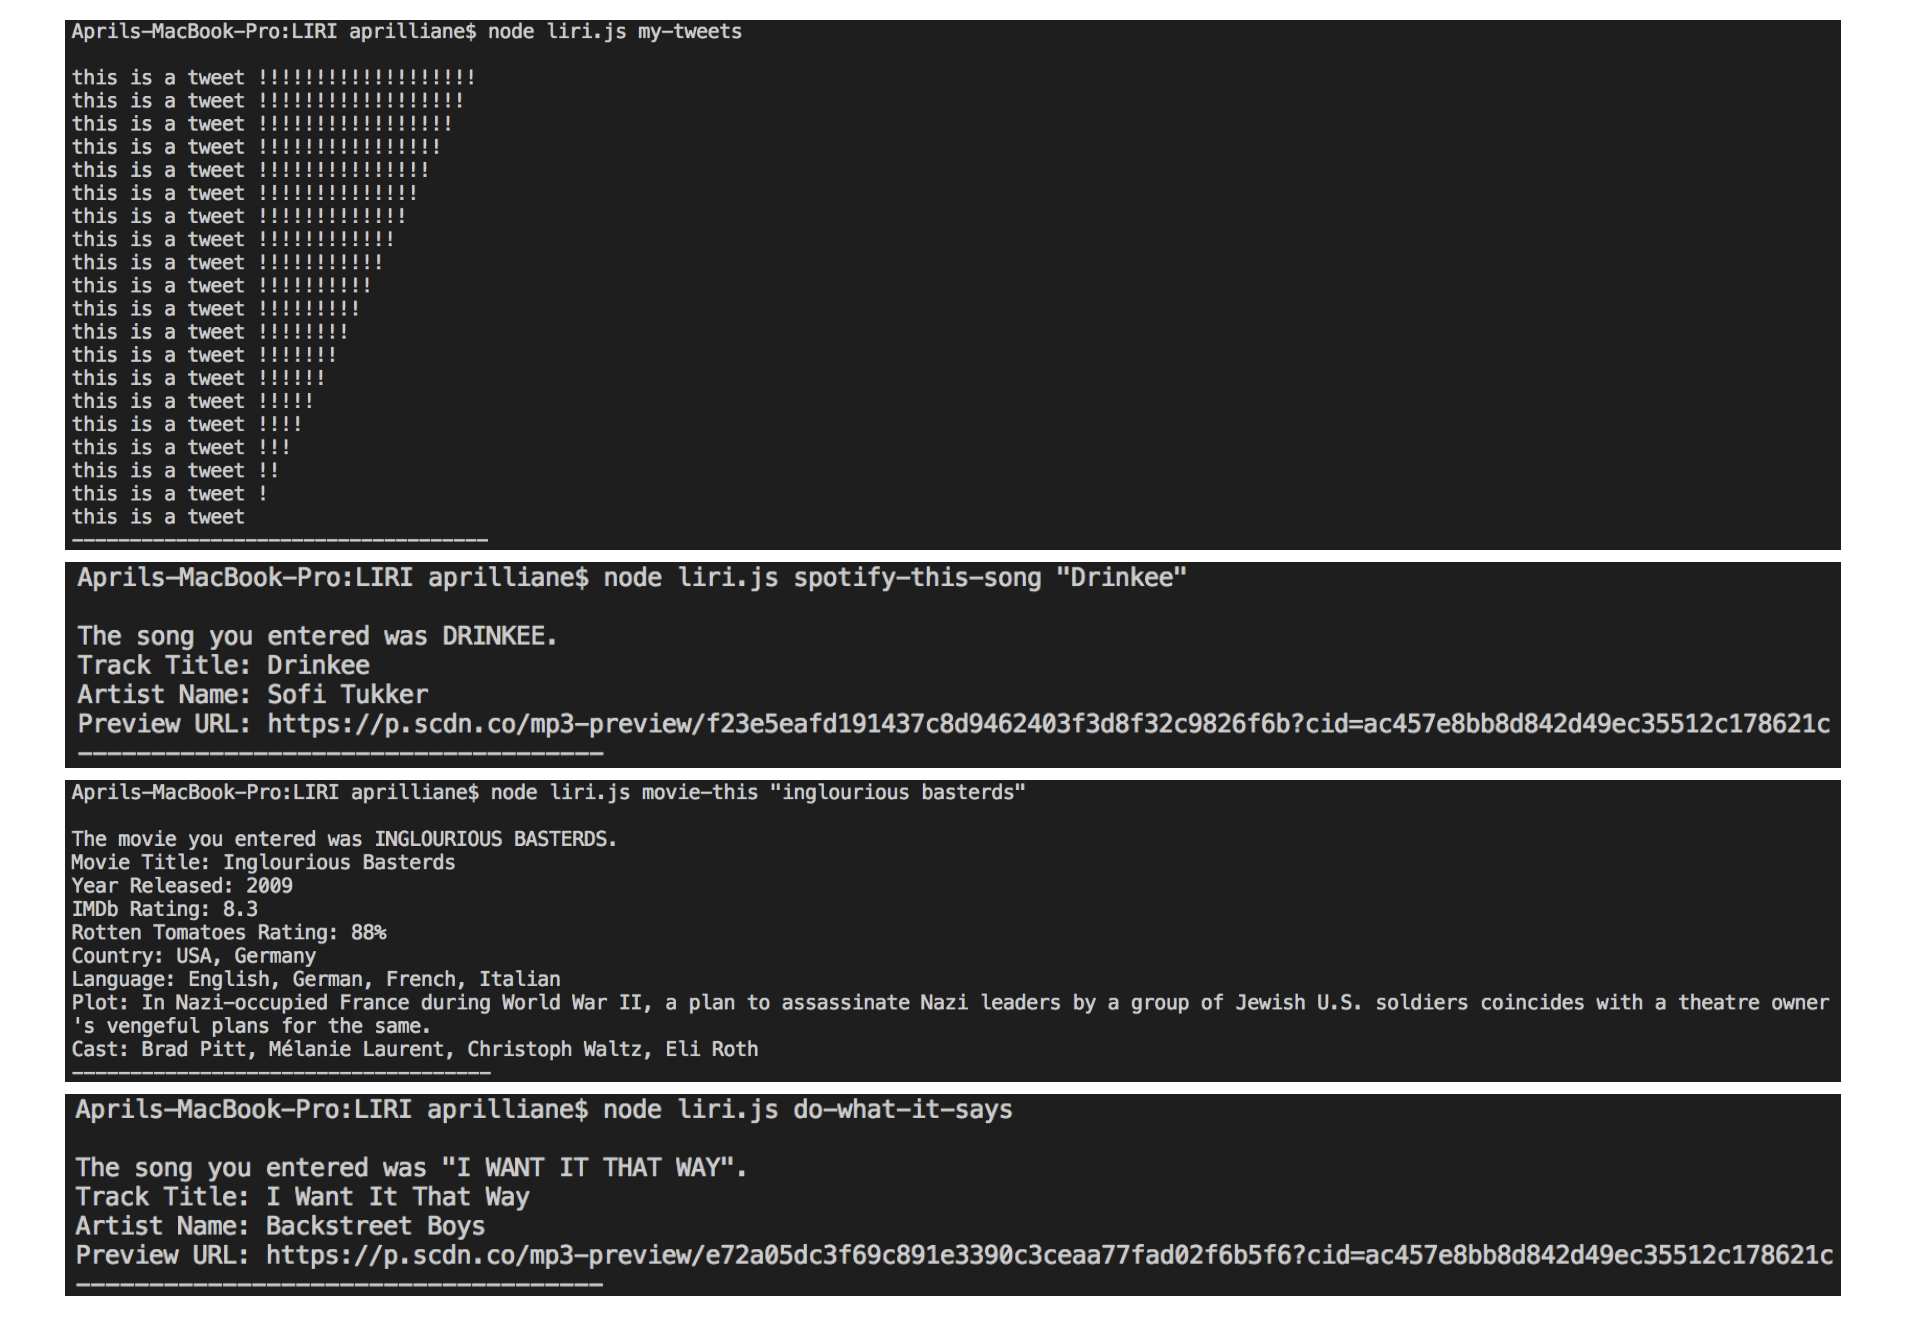 Aprils-MacBook-Pro:LIRI aprilliane$ node liri.js my-tweets
this is a tweet !!!!!!!!!!!!!!!!!!!
this is a tweet !!!!!!!!!!!!!!!!!!
this is a tweet !!!!!!!!!!!!!!!!!
this is a tweet !!!!!!!!!!!!!!!!
this is a tweet !!!!!!!!!!!!!!!
this is a tweet !!!!!!!!!!!!!!
this is a tweet !!!!!!!!!!!!!
this is a tweet !!!!!!!!!!!!
this is a tweet !!!!!!!!!!!
this is a tweet !!!!!!!!!!
this is a tweet !!!!!!!!!
this is a tweet !!!!!!!!
this is a tweet !!!!!!!
this is a tweet !!!!!!
this is a tweet !!!!!
this is a tweet !!!!
this is a tweet !!!
this is a tweet !!
this is a tweet !
this is a tweet
------------------------------------
Aprils-MacBook-Pro:LIRI aprilliane$ node liri.js spotify-this-song "Drinkee"
The song you entered was DRINKEE.
Track Title: Drinkee
Artist Name: Sofi Tukker
Preview URL: https://p.scdn.co/mp3-preview/f23e5eafd191437c8d9462403f3d8f32c9826f6b?cid=ac457e8bb8d842d49ec35512c178621c
------------------------------------
Aprils-MacBook-Pro:LIRI aprilliane$ node liri.js movie-this "inglourious basterds"
The movie you entered was INGLOURIOUS BASTERDS.
Movie Title: Inglourious Basterds
Year Released: 2009
IMDb Rating: 8.3
Rotten Tomatoes Rating: 88%
Country: USA, Germany
Language: English, German, French, Italian
Plot: In Nazi-occupied France during World War II, a plan to assassinate Nazi leaders by a group of Jewish U.S. soldiers coincides with a theatre owner
's vengeful plans for the same.
Cast: Brad Pitt, Mélanie Laurent, Christoph Waltz, Eli Roth
------------------------------------
Aprils-MacBook-Pro:LIRI aprilliane$ node liri.js do-what-it-says
The song you entered was "I WANT IT THAT WAY".
Track Title: I Want It That Way
Artist Name: Backstreet Boys
Preview URL: https://p.scdn.co/mp3-preview/e72a05dc3f69c891e3390c3ceaa77fad02f6b5f6?cid=ac457e8bb8d842d49ec35512c178621c
------------------------------------